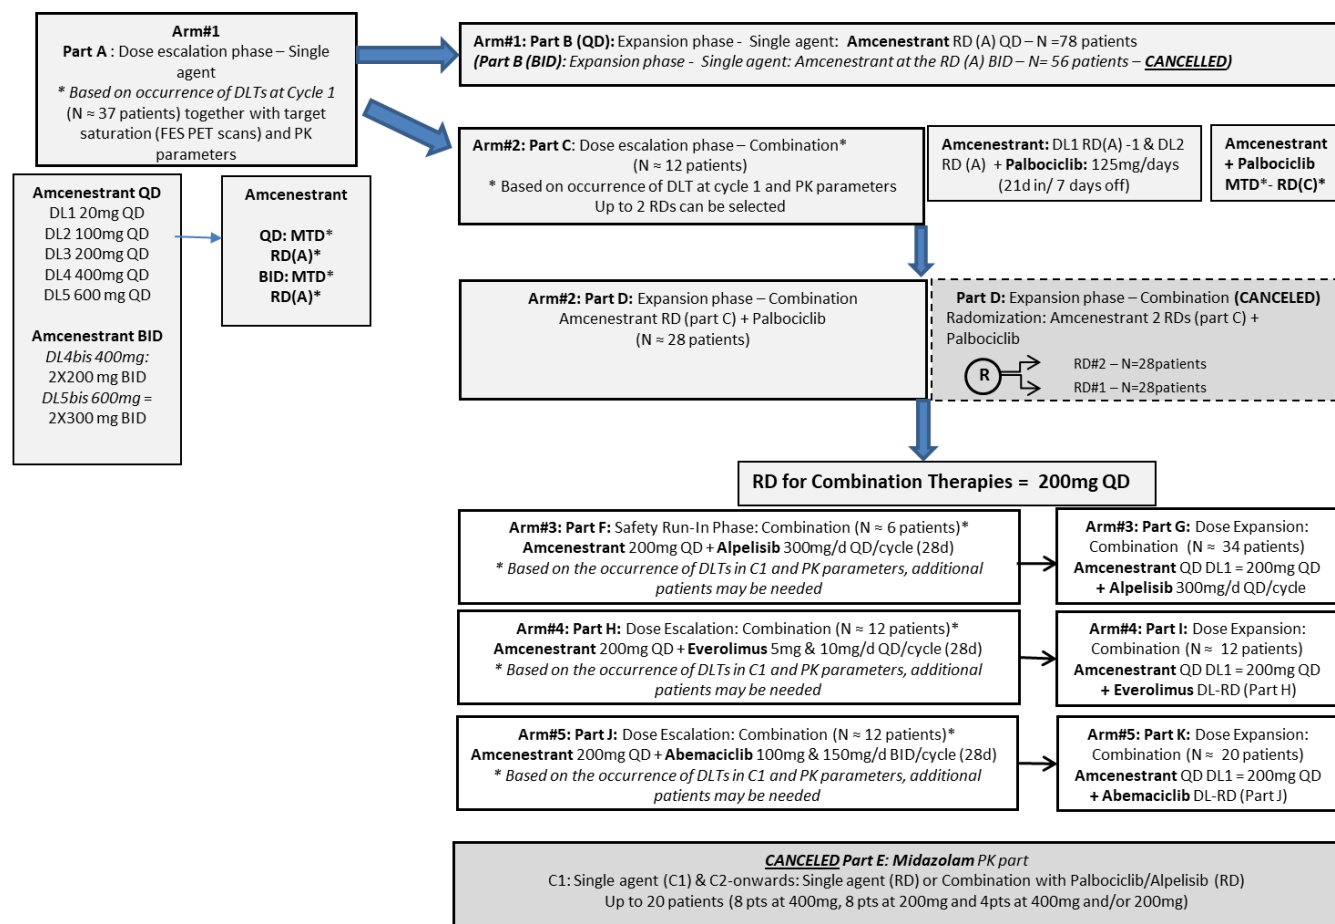 Arm#1
Part A : Dose escalation phase – Single
agent
* Based on occurrence of DLTs at Cycle 1
(N ≈ 37 patients) together with target
saturation (FES PET scans) and PK
parameters
Arm#1: Part B (QD): Expansion phase - Single agent: Amcenestrant RD (A) QD – N =78 patients
(Part B (BID): Expansion phase - Single agent: Amcenestrant at the RD (A) BID – N= 56 patients – CANCELLED)
Arm#2: Part C: Dose escalation phase – Combination*
(N ≈ 12 patients)
* Based on occurrence of DLT at cycle 1 and PK parameters
Up to 2 RDs can be selected
Amcenestrant: DL1 RD(A) -1 & DL2
RD (A) + Palbociclib: 125mg/days
(21d in/ 7 days off)
Amcenestrant
+ Palbociclib
MTD*- RD(C)*
Amcenestrant QD
DL1 20mg QD
DL2 100mg QD
DL3 200mg QD
DL4 400mg QD
DL5 600 mg QD
Amcenestrant BID
DL4bis 400mg:
2X200 mg BID
DL5bis 600mg =
2X300 mg BID
Amcenestrant
QD: MTD*
RD(A)*
BID: MTD*
RD(A)*
Arm#2: Part D: Expansion phase – Combination
Amcenestrant RD (part C) + Palbociclib
(N ≈ 28 patients)
Part D: Expansion phase – Combination (CANCELED)
Radomization: Amcenestrant 2 RDs (part C) +
Palbociclib
R
RD#2 – N=28patients
RD#1 – N=28patients
RD for Combination Therapies = 200mg QD
Arm#3: Part F: Safety Run-In Phase: Combination (N ≈ 6 patients)*
Amcenestrant 200mg QD + Alpelisib 300mg/d QD/cycle (28d)
* Based on the occurrence of DLTs in C1 and PK parameters, additional
patients may be needed
Arm#3: Part G: Dose Expansion:
Combination (N ≈ 34 patients)
Amcenestrant QD DL1 = 200mg QD
+ Alpelisib 300mg/d QD/cycle
Arm#4: Part H: Dose Escalation: Combination (N ≈ 12 patients)*
Amcenestrant 200mg QD + Everolimus 5mg & 10mg/d QD/cycle (28d)
* Based on the occurrence of DLTs in C1 and PK parameters, additional
patients may be needed
Arm#4: Part I: Dose Expansion:
Combination (N ≈ 12 patients)
Amcenestrant QD DL1 = 200mg QD
+ Everolimus DL-RD (Part H)
Arm#5: Part J: Dose Escalation: Combination (N ≈ 12 patients)*
Amcenestrant 200mg QD + Abemaciclib 100mg & 150mg/d BID/cycle (28d)
* Based on the occurrence of DLTs in C1 and PK parameters, additional
patients may be needed
Arm#5: Part K: Dose Expansion:
Combination (N ≈ 20 patients)
Amcenestrant QD DL1 = 200mg QD
+ Abemaciclib DL-RD (Part J)
CANCELED Part E: Midazolam PK part
C1: Single agent (C1) & C2-onwards: Single agent (RD) or Combination with Palbociclib/Alpelisib (RD)
Up to 20 patients (8 pts at 400mg, 8 pts at 200mg and 4pts at 400mg and/or 200mg)